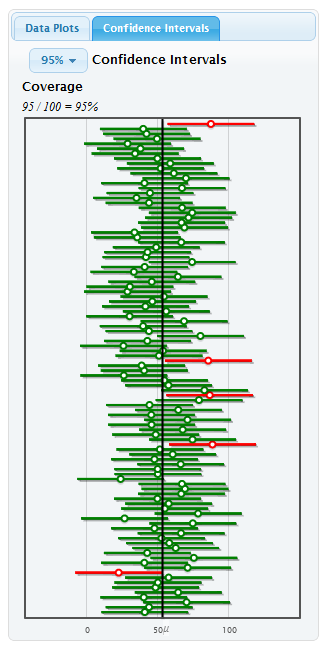 Data Plots Confidence Intervals
95% Confidence Intervals
Coverage
95 / 100 = 95%
0 50 μ 100